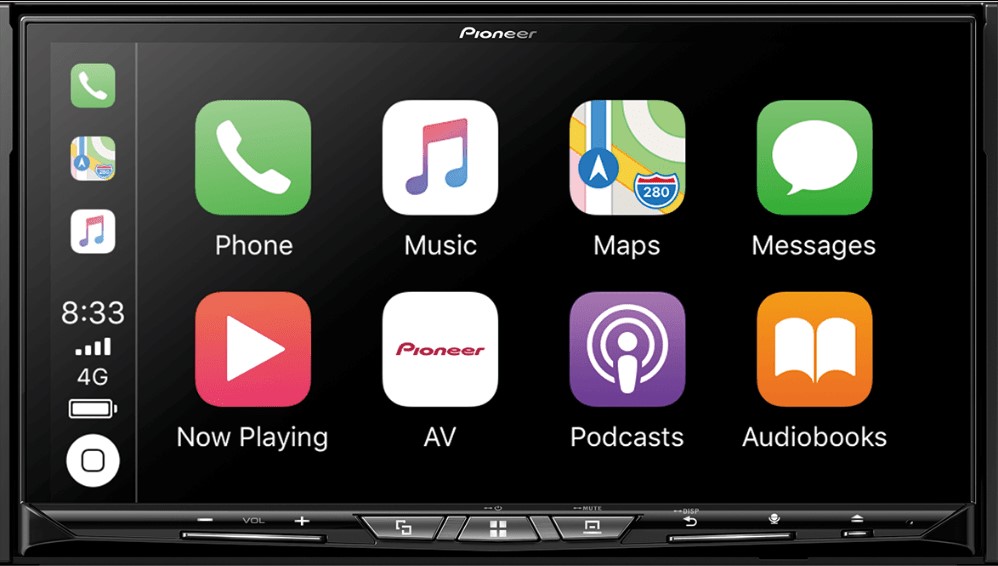 Pioneer
8:33
4G
Phone
Music
Maps
280
Messages
Now Playing
Pioneer
AV
Podcasts
Audiobooks
VOL
MUTE
DISP